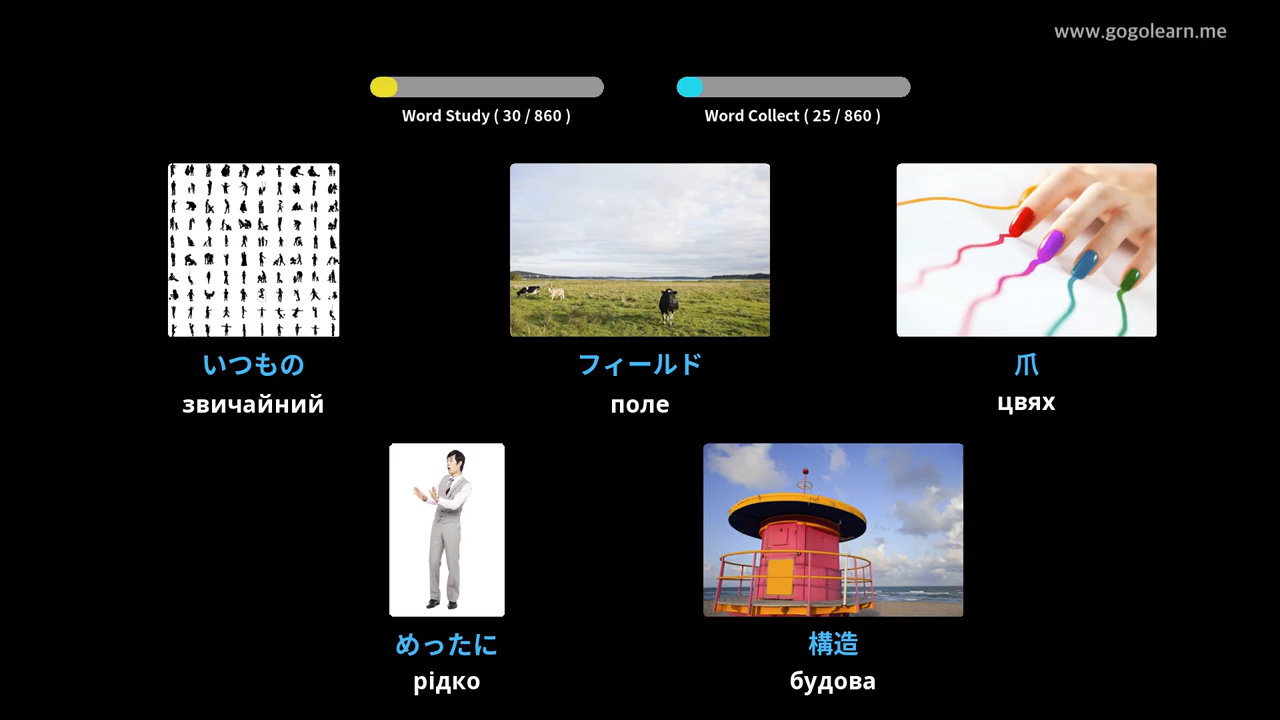 www.gogolearn.me
Word Study ( 30 / 860 )
Word Collect ( 25 / 860 )
いつもの
звичайний
フィールド
поле
爪
цвях
めったに
рідко
構造
будова